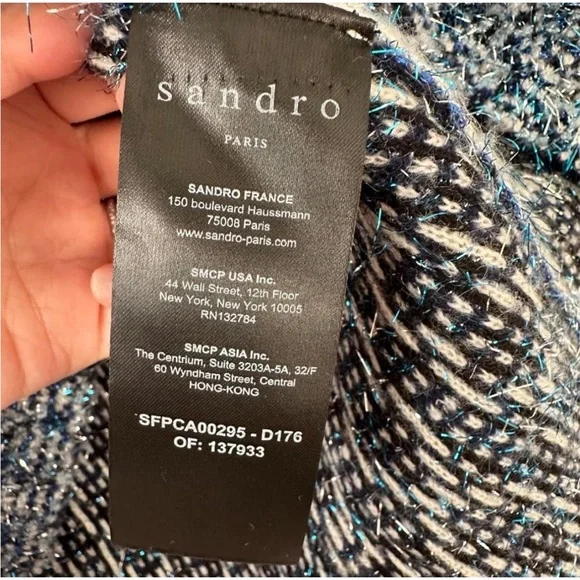 sandro
PARIS
SANDRO FRANCE
150 boulevard Haussmann
75008 Paris
www.sandro-paris.com
SMCP USA Inc.
44 Wall Street, 12th Floor
New York, New York 10005
RN132784
SMCP ASIA Inc.
The Centrium, Suite 3203A-5A, 32/F
60 Wyndham Street, Central
HONG-KONG
SFPCA00295 - D176
OF: 137933